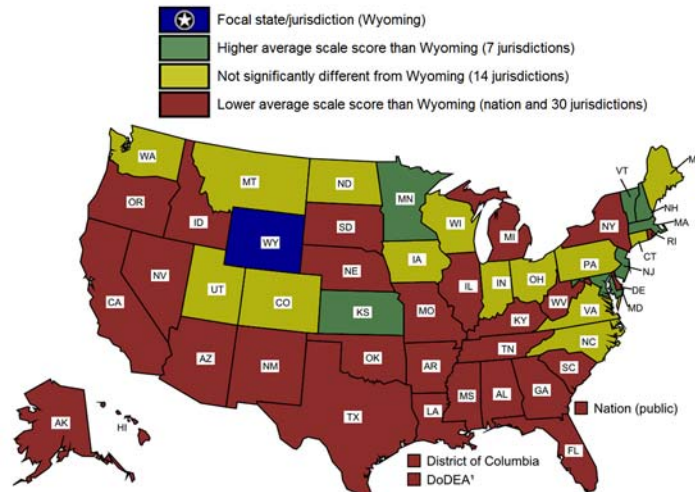 Focal state/jurisdiction (Wyoming)
Higher average scale score than Wyoming (7 jurisdictions)
Not significantly different from Wyoming (14 jurisdictions)
Lower average scale score than Wyoming (nation and 30 jurisdictions)
WA
MT
ND
MN
VT
M
OR
ID
WY
SD
WI
MI
NY
NH
MA
RI
CT
NV
UT
CO
NE
IA
IL
IN
OH
PA
NJ
DE
MD
CA
KS
MO
KY
WV
VA
AZ
NM
OK
AR
TN
NC
SC
TX
LA
MS
AL
GA
AK
HI
FL
Nation (public)
District of Columbia
DoDEA¹